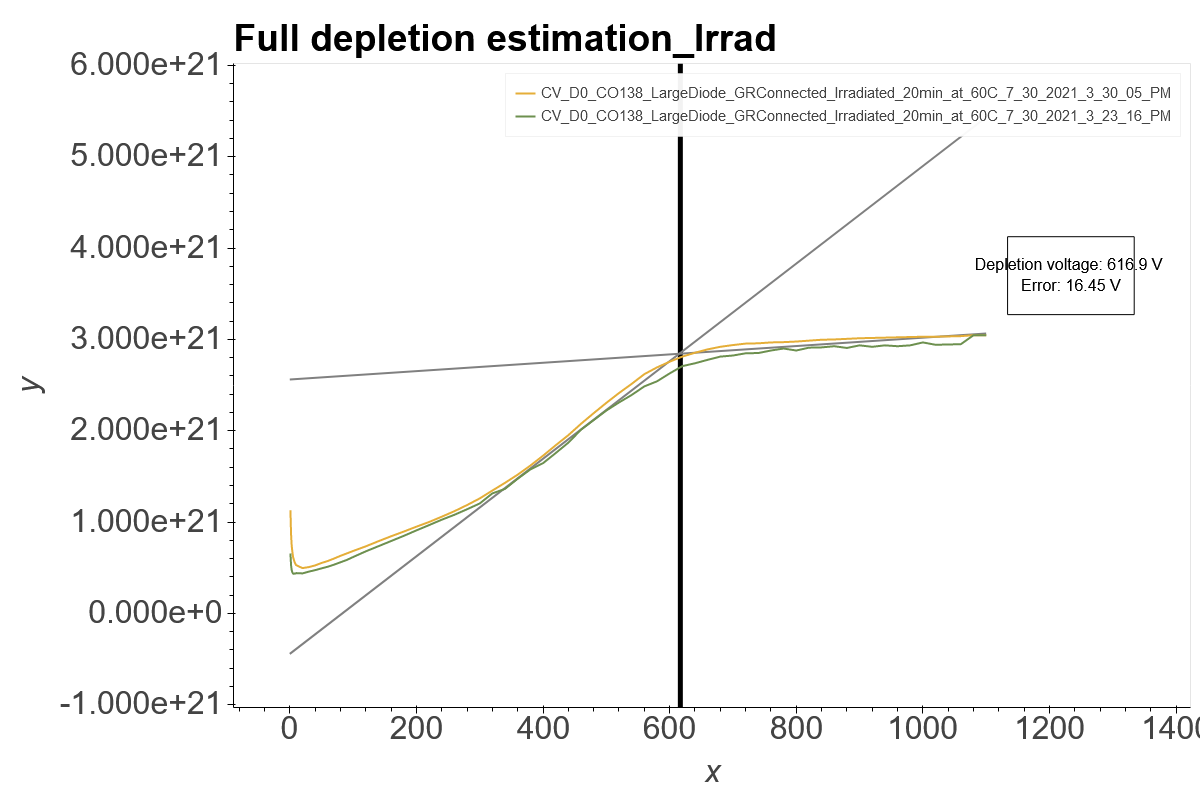 Full depletion estimation_Irrad
6.000e+21
5.000e+21
4.000e+21
3.000e+21
2.000e+21
1.000e+21
0.000e+0
-1.000e+21
y
CV_D0_CO138_LargeDiode_GRConnected_Irradiated_20min_at_60C_7_30_2021_3_30_05_PM
CV_D0_CO138_LargeDiode_GRConnected_Irradiated_20min_at_60C_7_30_2021_3_23_16_PM
Depletion voltage: 616.9 V
Error: 16.45 V
0 200 400 600 800 1000 1200 1400
x